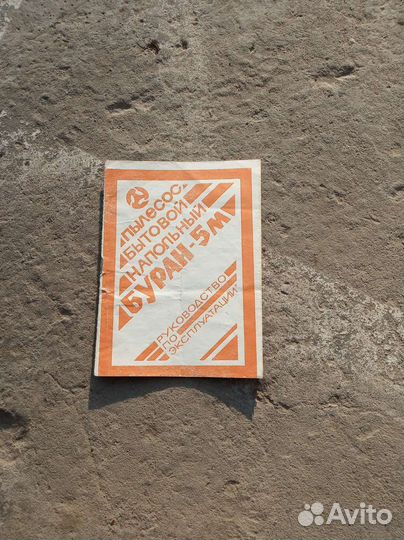 ПЫЛЕСОС
БЫТОВОЙ
НАПОЛЬНЫЙ
БУРАН-5М
РУКОВОДСТВО
ПО
ЭКСПЛУАТАЦИИ
Avito